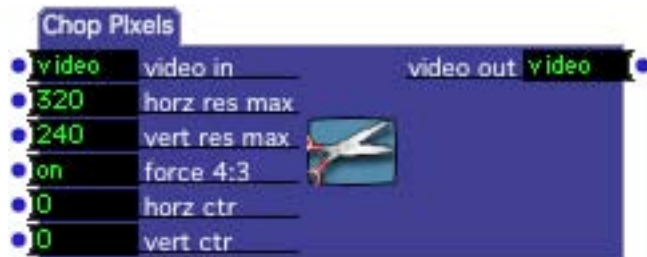 Chop PIxels
video video in video out video
320 horz res max
240 vert res max
on force 4:3
0 horz ctr
0 vert ctr